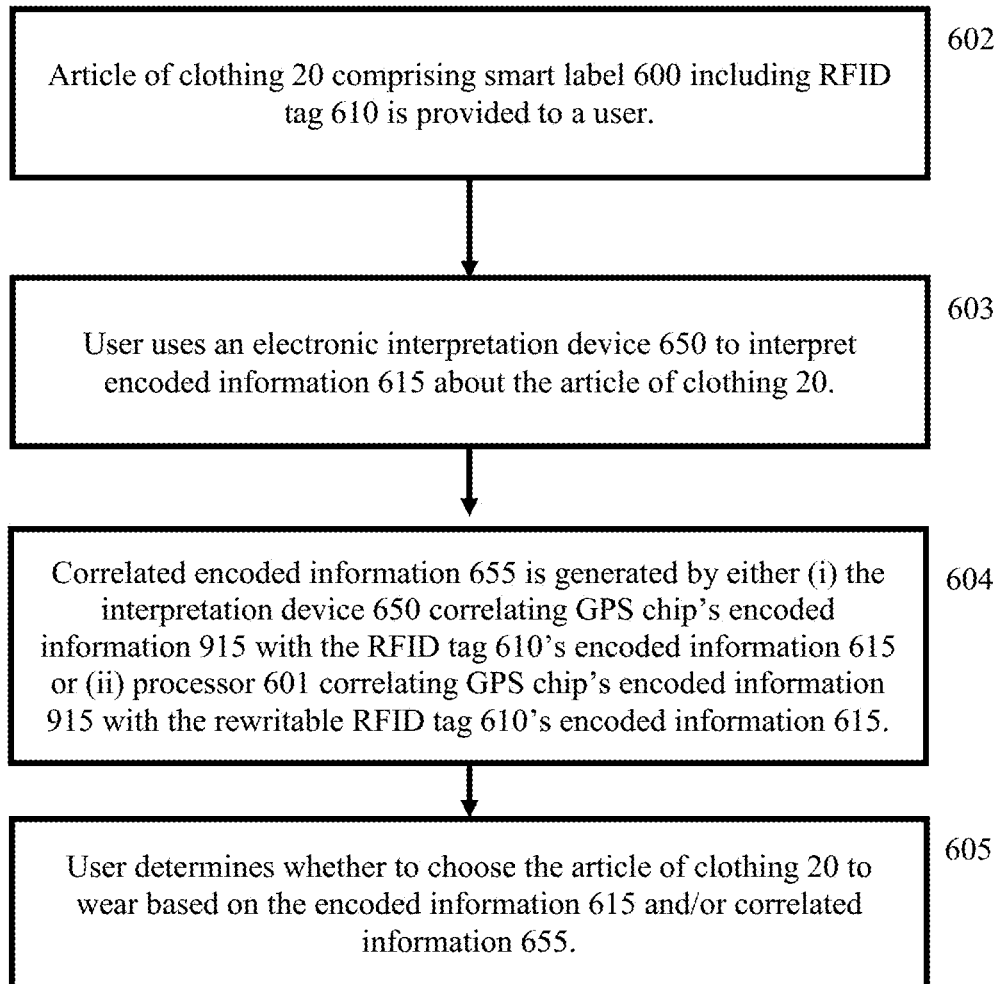 602
Article of clothing 20 comprising smart label 600 including RFID
tag 610 is provided to a user.
603
User uses an electronic interpretation device 650 to interpret
encoded information 615 about the article of clothing 20.
604
Correlated encoded information 655 is generated by either (i) the
interpretation device 650 correlating GPS chip’s encoded
information 915 with the RFID tag 610’s encoded information 615
or (ii) processor 601 correlating GPS chip’s encoded information
915 with the rewritable RFID tag 610’s encoded information 615.
605
User determines whether to choose the article of clothing 20 to
wear based on the encoded information 615 and/or correlated
information 655.